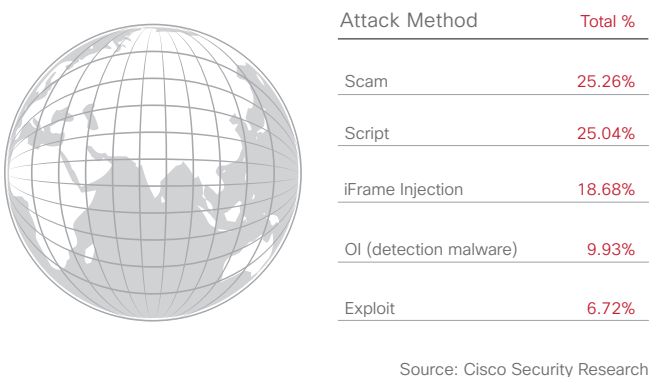 Attack Method Total %
Scam 25.26%
Script 25.04%
iFrame Injection 18.68%
OI (detection malware) 9.93%
Exploit 6.72%
Source: Cisco Security Research